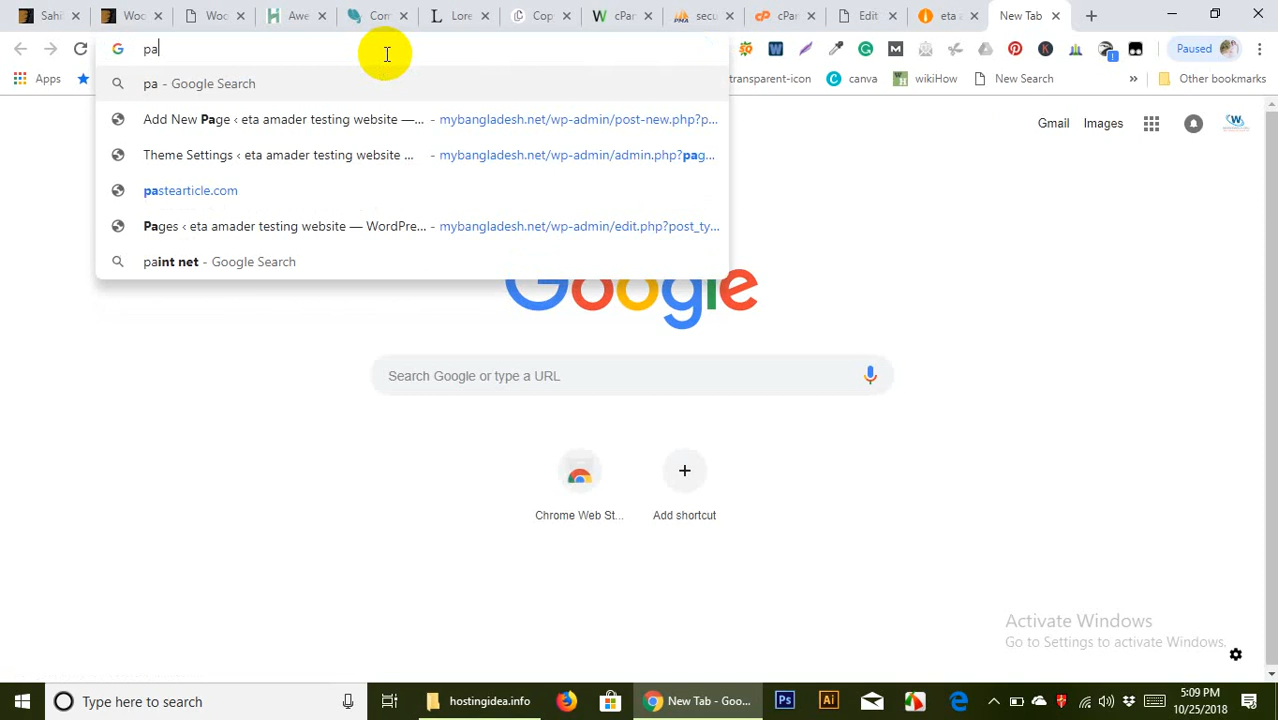 Sahi
Woc
Woc
Awe
Com
Lore
Cop
cPar
secu
cPar
Edit
eta a
New Tab
pa
Paused
Apps
transparent-icon
canva
wikiHow
New Search
»
Other bookmarks
pa - Google Search
Add New Page ‹ eta amader testing website —... - mybangladesh.net/wp-admin/post-new.php?p...
Theme Settings ‹ eta amader testing website ... - mybangladesh.net/wp-admin/admin.php?pag...
pastearticle.com
Pages ‹ eta amader testing website — WordPre... - mybangladesh.net/wp-admin/edit.php?post_ty...
paint net - Google Search
Gmail Images
Google
Search Google or type a URL
Chrome Web St... Add shortcut
Activate Windows
Go to Settings to activate Windows.
Type here to search
hostingidea.info
New Tab - Goo...
Ps
Ai
5:09 PM
10/25/2018